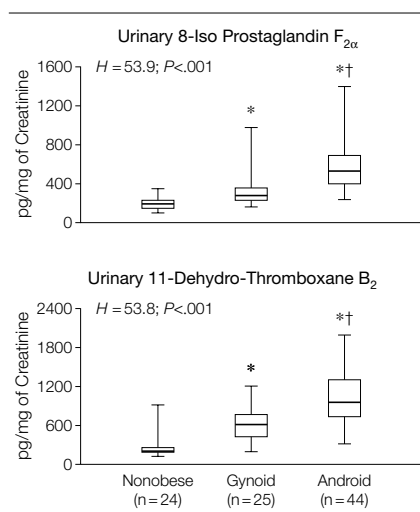 Urinary 8-Iso Prostaglandin F2α
H = 53.9; P<.001
pg/mg of Creatinine
1600
1200
800
400
0
*
*†
Urinary 11-Dehydro-Thromboxane B2
H = 53.8; P<.001
pg/mg of Creatinine
2400
1800
1200
600
0
*
*†
Nonobese Gynoid Android
(n=24) (n=25) (n=44)